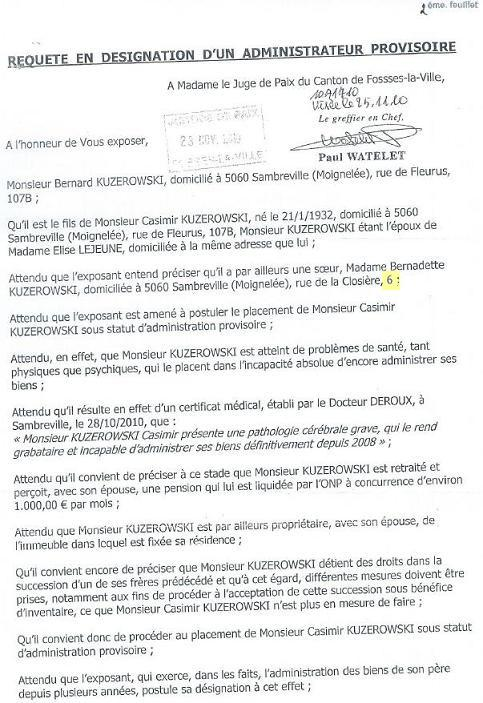 2ème. feuillet
REQUETE EN DESIGNATION D'UN ADMINISTRATEUR PROVISOIRE
A Madame le Juge de Paix du Canton de Fossses-la-Ville,
10A1710
Visé le 25.11.10
Le greffier en Chef,
JUSTICE DE PAIX
23 NOV.
A l'honneur de Vous exposer,
Paul WATELET
Monsieur Bernard KUZEROWSKI, domicilié à 5060 Sambreville (Moignelée), rue de Fleurus,
107B ;
Qu'il est le fils de Monsieur Casimir KUZEROWSKI, né le 21/1/1932, domicilié à 5060
Sambreville (Moignelée), rue de Fleurus, 107B, Monsieur KUZEROWSKI étant l'époux de
Madame Elise LEJEUNE, domiciliée à la même adresse que lui ;
Attendu que l'exposant entend préciser qu'il a par ailleurs une sœur, Madame Bernadette
KUZEROWSKI, domiciliée à 5060 Sambreville (Moignelée), rue de la Closière, 6 ;
Attendu que l'exposant est amené à postuler le placement de Monsieur Casimir
KUZEROWSKI sous statut d'administration provisoire ;
Attendu, en effet, que Monsieur KUZEROWSKI est atteint de problèmes de santé, tant
physiques que psychiques, qui le placent dans l'incapacité absolue d'encore administrer ses
biens ;
Attendu qu'il résulte en effet d'un certificat médical, établi par le Docteur DEROUX, à
Sambreville, le 28/10/2010, que :
« Monsieur KUZEROWSKI Casimir présente une pathologie cérébrale grave, qui le rend
grabataire et incapable d'administrer ses biens définitivement depuis 2008 » ;
Attendu qu'il convient de préciser à ce stade que Monsieur KUZEROWSKI est retraité et
perçoit, avec son épouse, une pension qui lui est liquidée par l'ONP à concurrence d'environ
1.000,00 € par mois ;
Attendu que Monsieur KUZEROWSKI est par ailleurs propriétaire, avec son épouse, de
l'immeuble dans lequel est fixée sa résidence ;
Qu'il convient encore de préciser que Monsieur KUZEROWSKI détient des droits dans la
succession d'un de ses frères prédécédé et qu'à cet égard, différentes mesures doivent être
prises, notamment aux fins de procéder à l'acceptation de cette succession sous bénéfice
d'inventaire, ce que Monsieur Casimir KUZEROWSKI n'est plus en mesure de faire ;
Qu'il convient donc de procéder au placement de Monsieur Casimir KUZEROWSKI sous statut
d'administration provisoire ;
Attendu que l'exposant, qui exerce, dans les faits, l'administration des biens de son père
depuis plusieurs années, postule sa désignation à cet effet ;